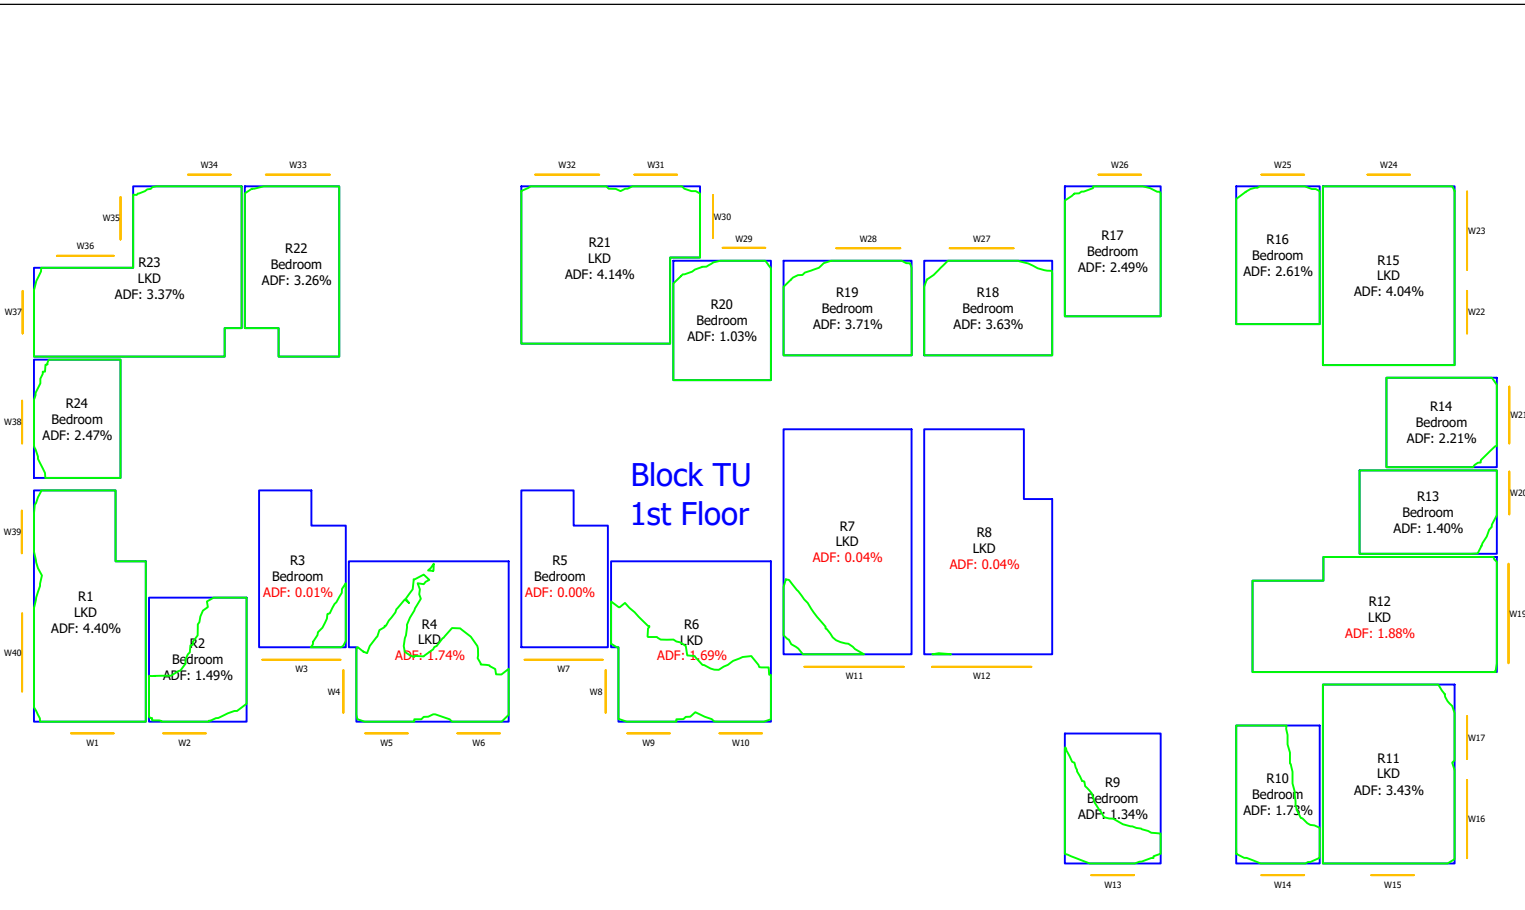 W34
W33
W32
W31
W26
W25
W24
W35
W30
W23
W36
W29
W28
W27
R23
LKD
ADF: 3.37%
R22
Bedroom
ADF: 3.26%
R21
LKD
ADF: 4.14%
R20
Bedroom
ADF: 1.03%
R19
Bedroom
ADF: 3.71%
R18
Bedroom
ADF: 3.63%
R17
Bedroom
ADF: 2.49%
R16
Bedroom
ADF: 2.61%
R15
LKD
ADF: 4.04%
W37
W22
W38
R24
Bedroom
ADF: 2.47%
R14
Bedroom
ADF: 2.21%
W21
Block TU
1st Floor
R13
Bedroom
ADF: 1.40%
W20
W39
R1
LKD
ADF: 4.40%
W40
R2
Bedroom
ADF: 1.49%
R3
Bedroom
ADF: 0.01%
R4
LKD
ADF: 1.74%
R5
Bedroom
ADF: 0.00%
R6
LKD
ADF: 1.69%
R7
LKD
ADF: 0.04%
R8
LKD
ADF: 0.04%
R12
LKD
ADF: 1.88%
W19
W3
W4
W7
W8
W11
W12
W1
W2
W5
W6
W9
W10
W17
R9
Bedroom
ADF: 1.34%
R10
Bedroom
ADF: 1.73%
R11
LKD
ADF: 3.43%
W16
W13
W14
W15